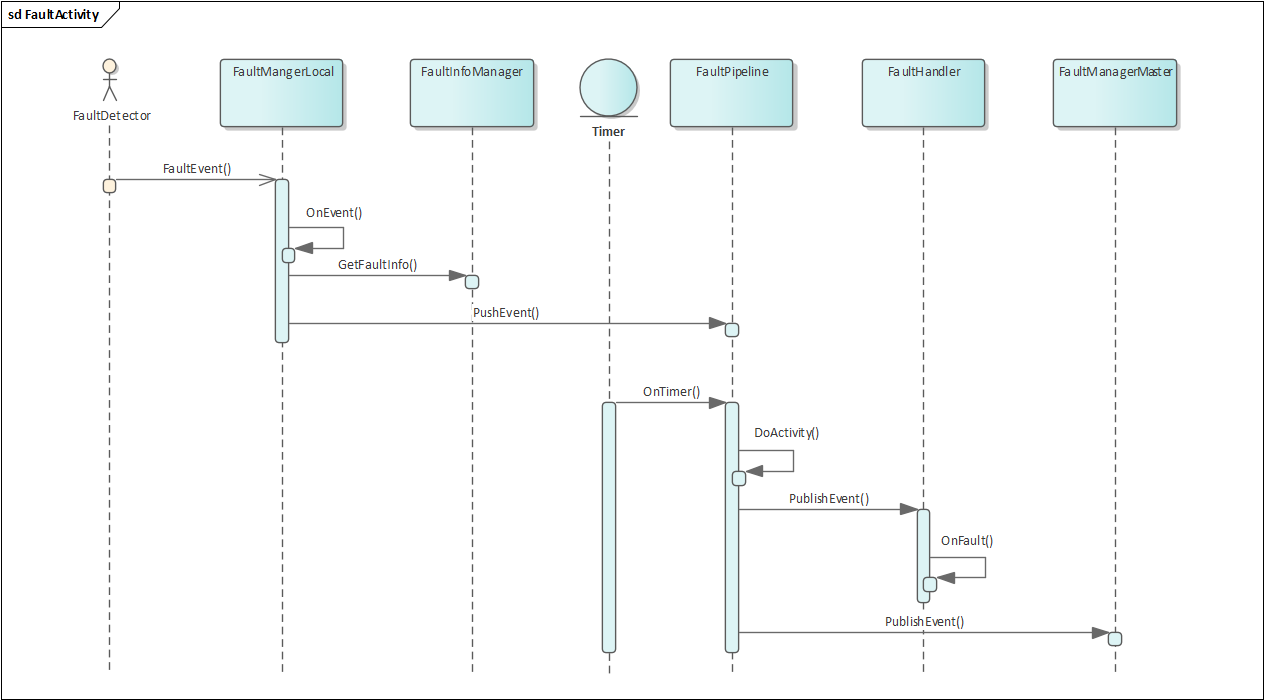 sd FaultActivity
FaultDetector
FaultMangerLocal
FaultInfoManager
Timer
FaultPipeline
FaultHandler
FaultManagerMaster
FaultEvent()
OnEvent()
GetFaultInfo()
PushEvent()
OnTimer()
DoActivity()
PublishEvent()
OnFault()
PublishEvent()